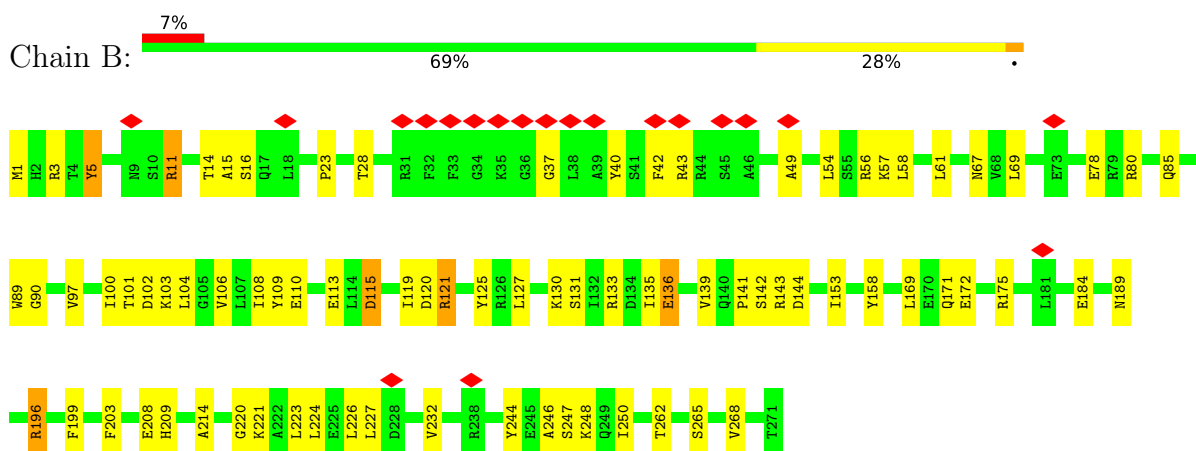 7%
Chain B:
69% 28% •
M1 H2 R3 T4 Y5 N9 S10 R11 T14 A15 S16 Q17 L18 P23 T28 R31 F32 F33 G34 K35 G36 G37 L38 A39 Y40 S41 F42 R43 R44 S45 A46 A49 L54 S55 R56 K57 L58 L61 N67 V68 L69 E73 E78 R79 R80 Q85
W89 G90 V97 I100 T101 D102 K103 L104 G105 V106 L107 I108 Y109 E110 E113 L114 D115 I119 D120 R121 Y125 R126 L127 K130 S131 I132 R133 D134 I135 E136 V139 Q140 P141 S142 R143 D144 I153 Y158 L169 E170 Q171 E172 R175 L181 E184 N189
R196 F199 F203 E208 H209 A214 G220 K221 A222 L223 L224 E225 L226 L227 D228 V232 R238 Y244 E245 A246 S247 K248 Q249 I250 T262 S265 V268 T271